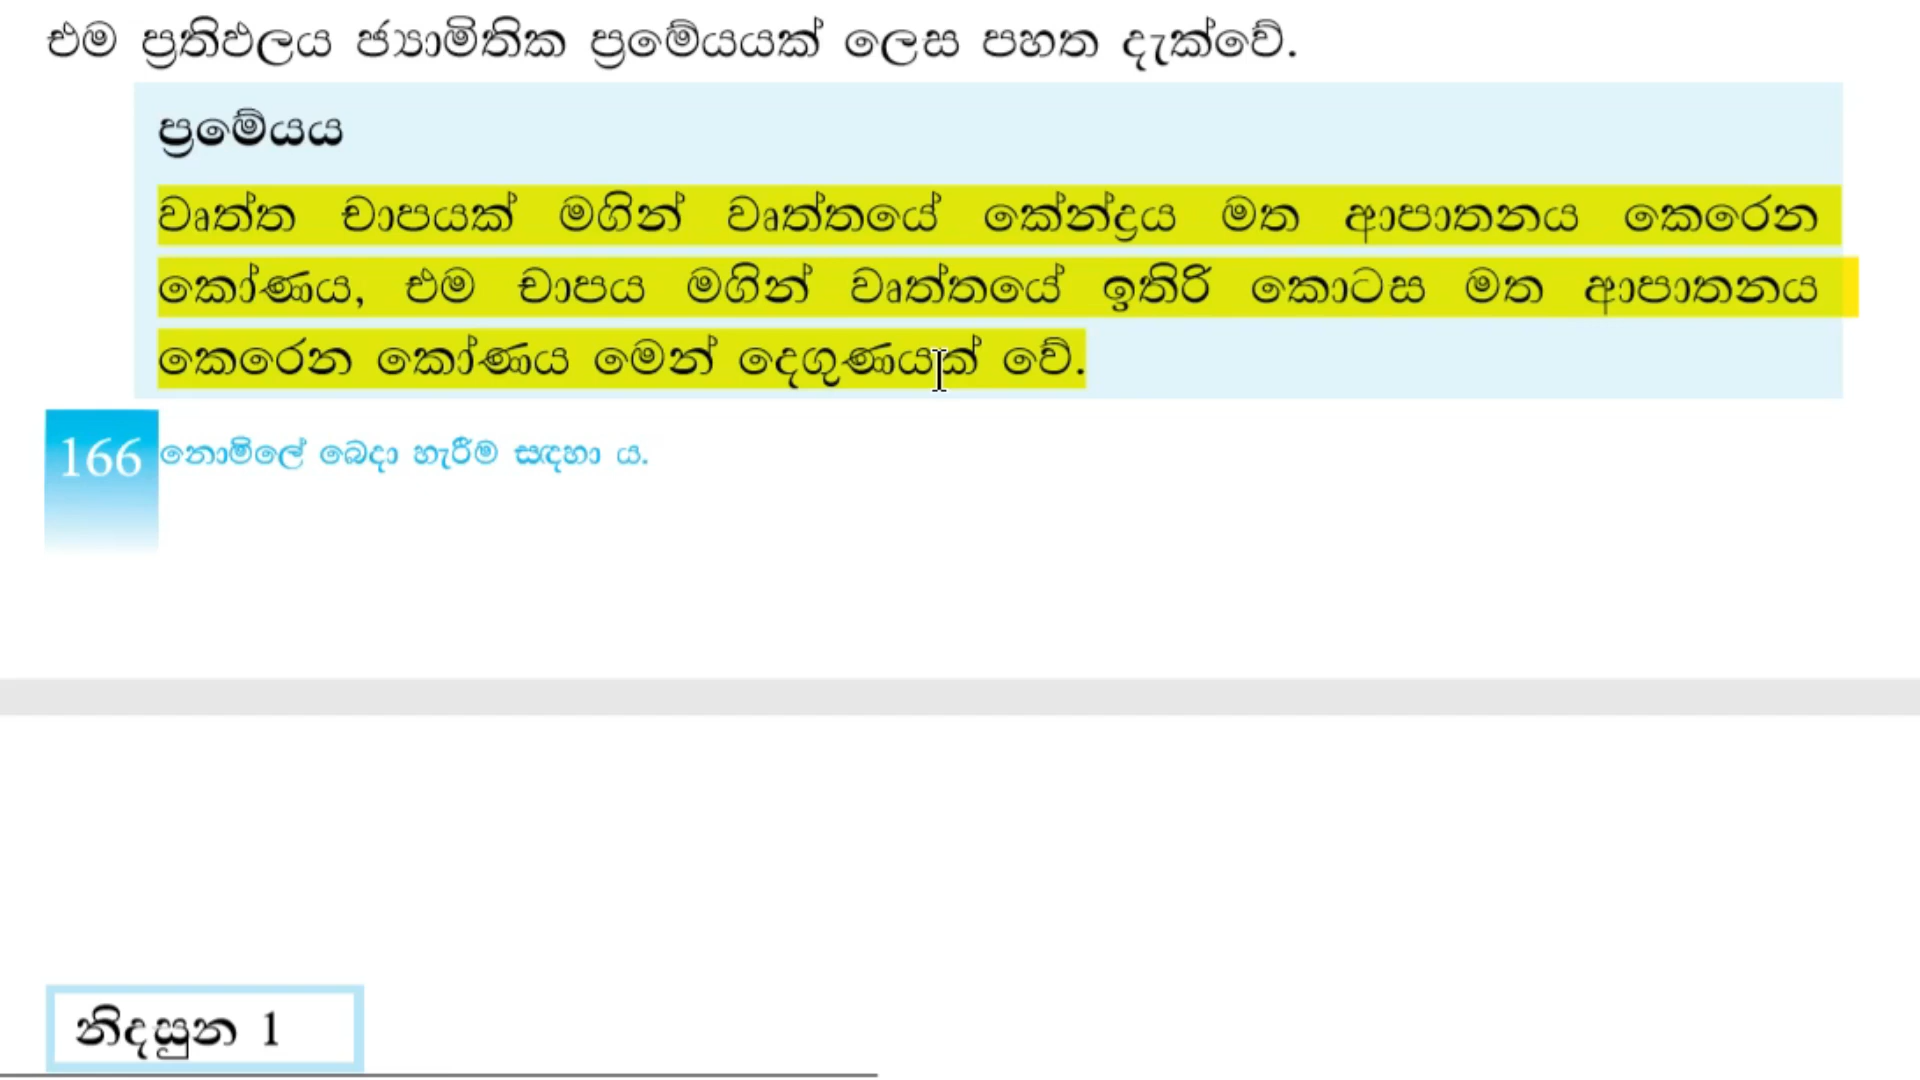 එම ප්‍රතිඵලය ජ්‍යාමිතික ප්‍රමේයයක් ලෙස පහත දැක්වේ.
ප්‍රමේයය
වෘත්ත චාපයක් මගින් වෘත්තයේ කේන්ද්‍රය මත ආපාතනය කෙරෙන
කෝණය, එම චාපය මගින් වෘත්තයේ ඉතිරි කොටස මත ආපාතනය
කෙරෙන කෝණය මෙන් දෙගුණයක් වේ.
166 නොමිලේ බෙදා හැරීම සඳහා ය.
නිදසුන 1